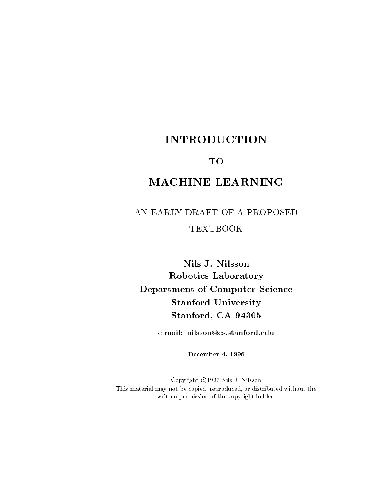 INTRODUCTION
TO
MACHINE LEARNING
AN EARLY DRAFT OF A PROPOSED
TEXTBOOK
Nils J. Nilsson
Robotics Laboratory
Department of Computer Science
Stanford University
Stanford, CA 94305
e-mail: nilsson@cs.stanford.edu
December 4, 1996
Copyright ©1997 Nils J. Nilsson
This material may not be copied, reproduced, or distributed without the
written permission of the copyright holder.